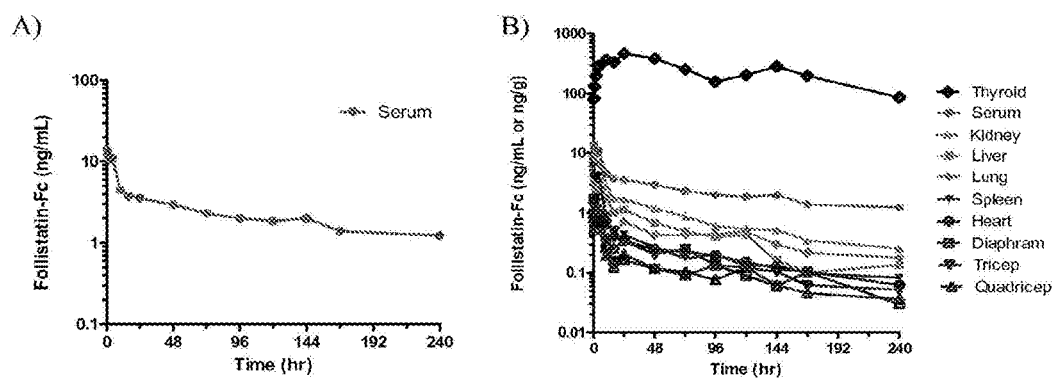 A)
Follistatin-Fc (ng/mL)
100
10
1
0.1
0
48
96
144
192
240
Time (hr)
Serum
B)
Follistatin-Fc (ng/mL or ng/g)
1000
100
10
1
0.1
0.01
0
48
96
144
192
240
Time (hr)
Thyroid
Serum
Kidney
Liver
Lung
Spleen
Heart
Diaphram
Tricep
Quadricep